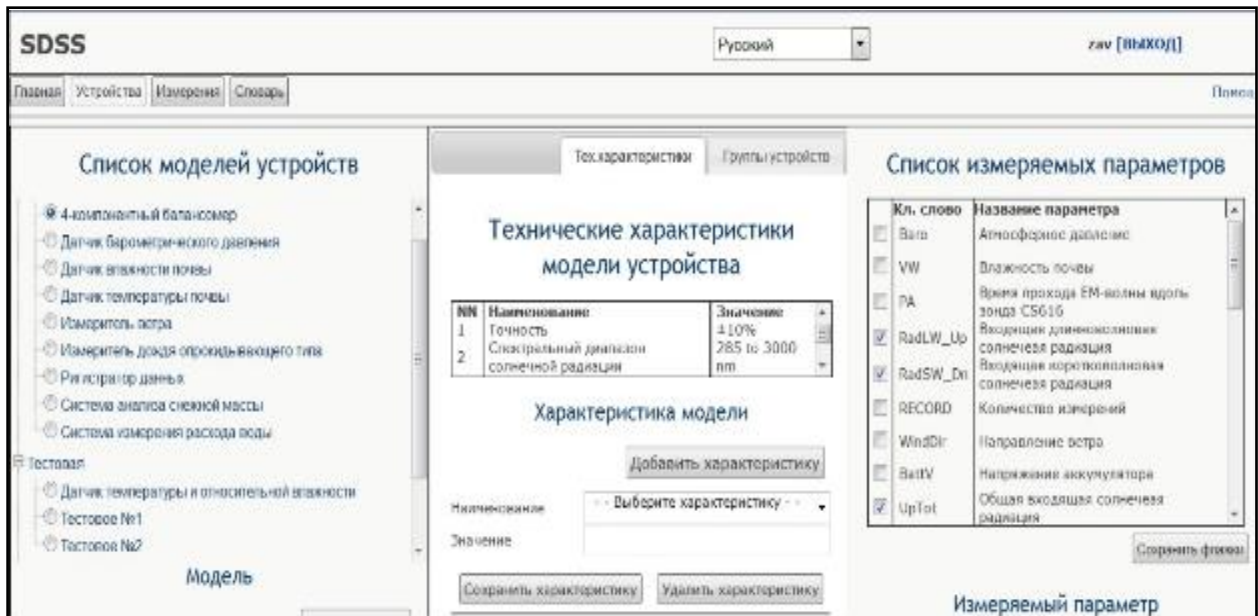 SDSS
Русский
zav [ВЫХОД]
Главная
Устройства
Измерения
Словарь
Список моделей устройств
4-компонентный балансомер
Датчик барометрического давления
Датчик влажности почвы
Датчик температуры почвы
Измеритель ветра
Измеритель дождя опрокидывающего типа
Регистратор данных
Система анализа снежной массы
Система измерения расхода воды
Тестовая
Датчик температуры и относительной влажности
Тестовое №1
Тестовое №2
Модель
Тех.характеристики
Группы устройств
Технические характеристики
модели устройства
NN Наименование Значение
1 Точность ±10%
2 Спектральный диапазон
солнечной радиации
285 to 3000
nm
Характеристика модели
Добавить характеристику
Наименование
- - Выберите характеристику - -
Значение
Сохранить характеристику
Удалить характеристику
Список измеряемых параметров
Кл. слово Название параметра
Baro Атмосферное давление
VW Влажность почвы
PA Время прохода ЕМ-волны вдоль
зонда CS616
RadLW_Up Входящая длинноволновая
солнечная радиация
RadSW_Dn Входящая коротковолновая
солнечная радиация
RECORD Количество измерений
WindDir Направление ветра
BattV Напряжение аккумулятора
UpTot Общая входящая солнечная
радиация
Сохранить флажки
Измеряемый параметр